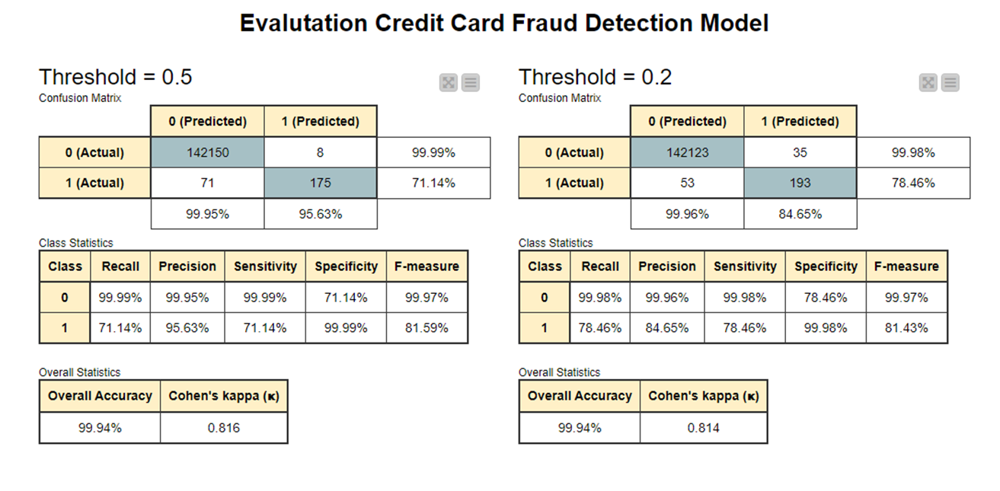 Evalutation Credit Card Fraud Detection Model
Threshold = 0.5
Confusion Matrix
0 (Predicted) 1 (Predicted)
0 (Actual) 142150 8 99.99%
1 (Actual) 71 175 71.14%
99.95% 95.63%
Class Statistics
Class Recall Precision Sensitivity Specificity F-measure
0 99.99% 99.95% 99.99% 71.14% 99.97%
1 71.14% 95.63% 71.14% 99.99% 81.59%
Overall Statistics
Overall Accuracy Cohen's kappa (κ)
99.94% 0.816
Threshold = 0.2
Confusion Matrix
0 (Predicted) 1 (Predicted)
0 (Actual) 142123 35 99.98%
1 (Actual) 53 193 78.46%
99.96% 84.65%
Class Statistics
Class Recall Precision Sensitivity Specificity F-measure
0 99.98% 99.96% 99.98% 78.46% 99.97%
1 78.46% 84.65% 78.46% 99.98% 81.43%
Overall Statistics
Overall Accuracy Cohen's kappa (κ)
99.94% 0.814